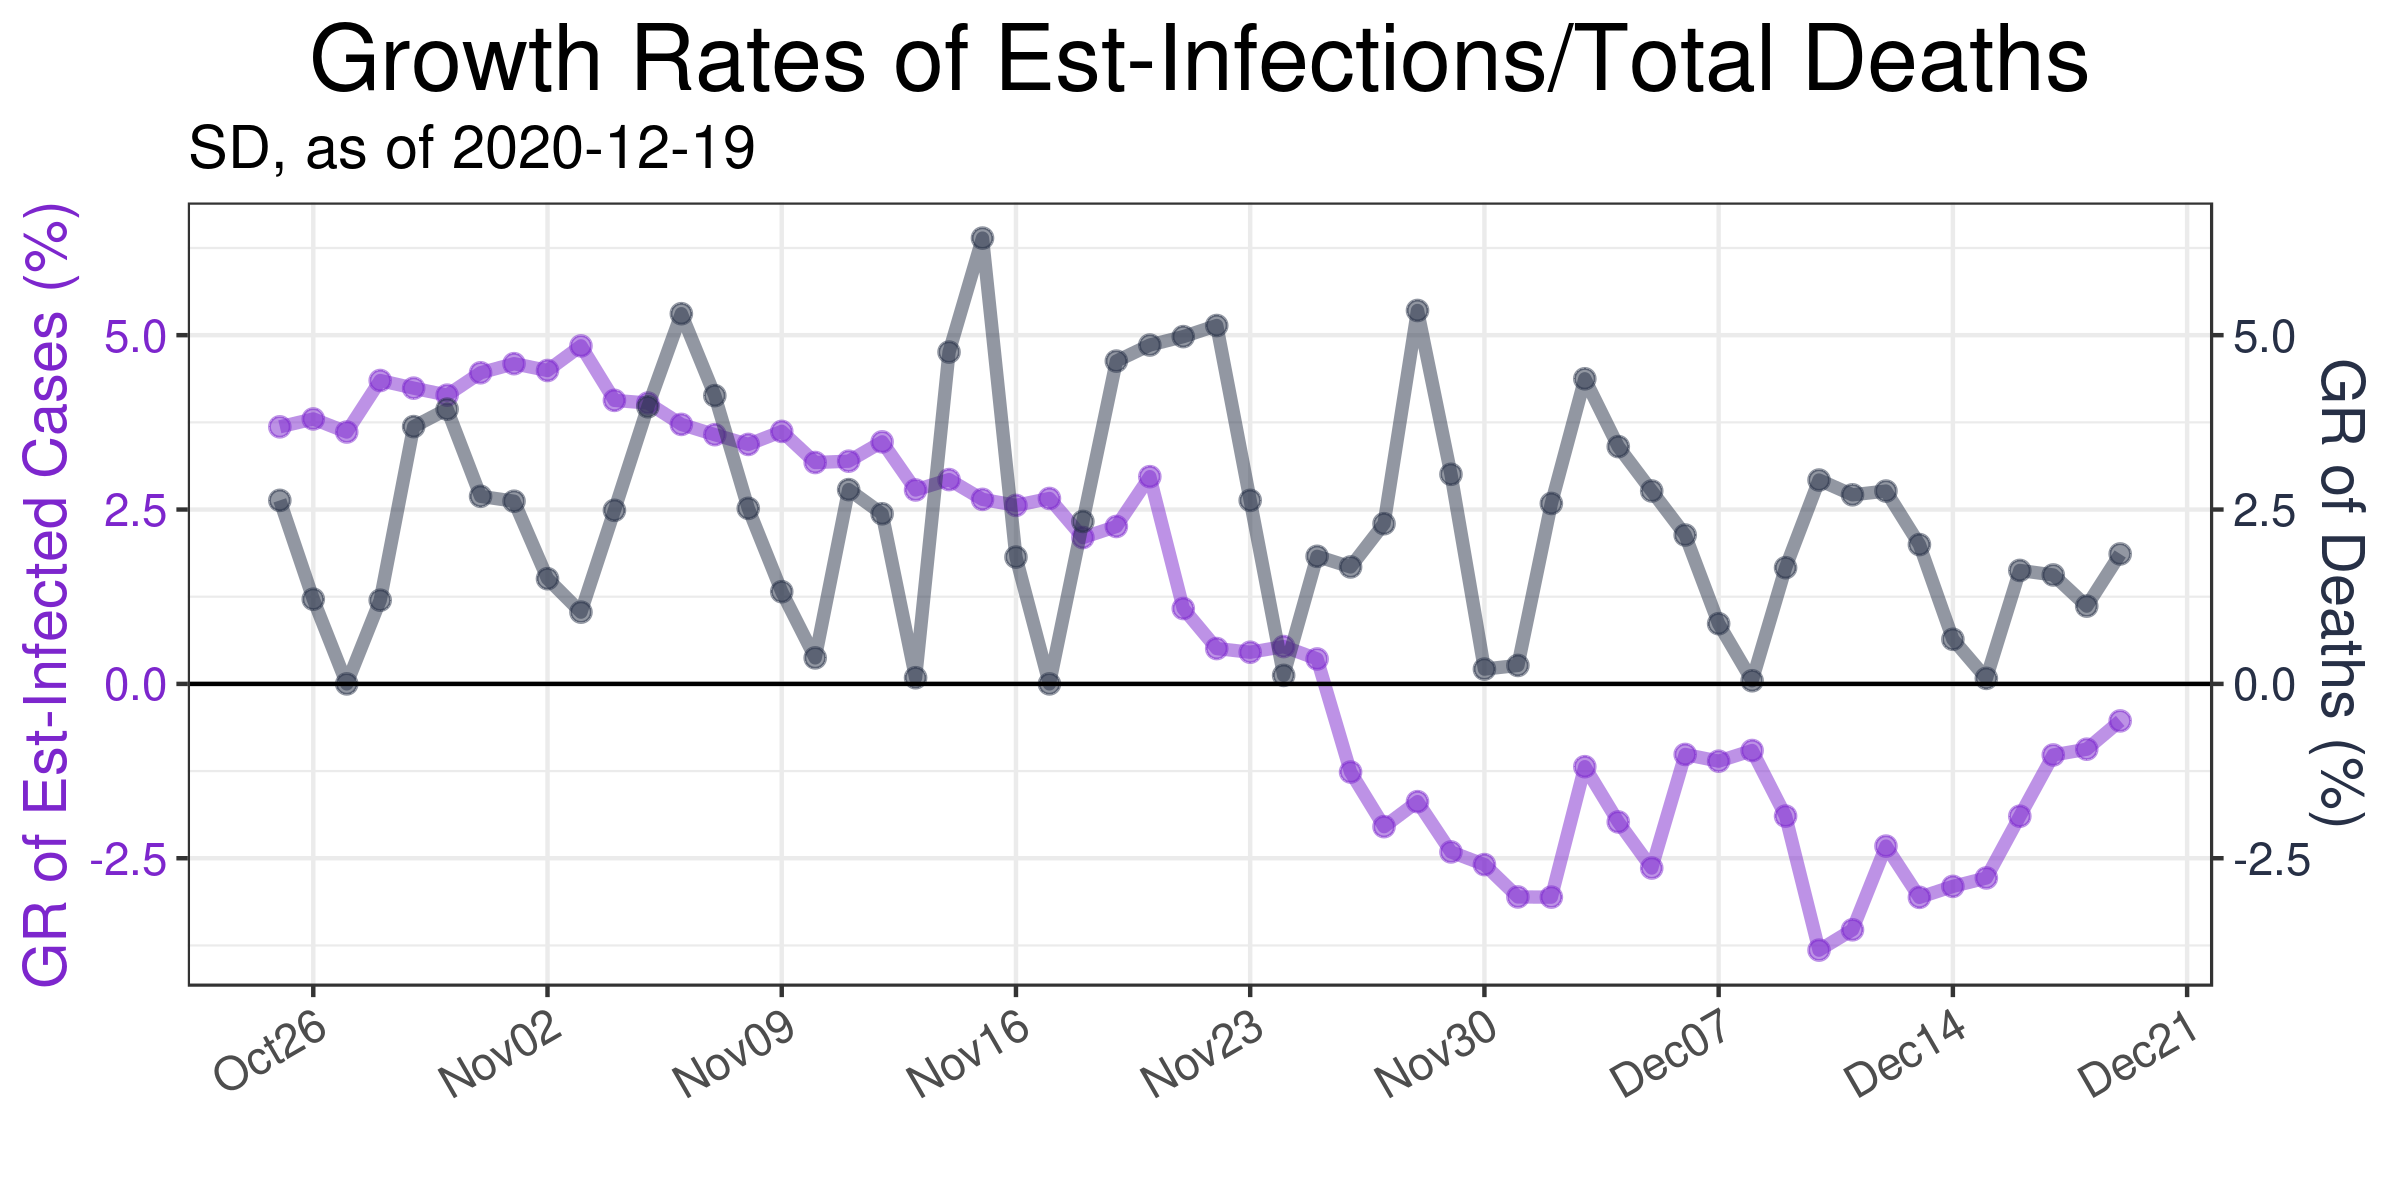 Growth Rates of Est-Infections/Total Deaths
SD, as of 2020-12-19
GR of Est-Infected Cases (%)
5.0
2.5
0.0
-2.5
5.0
2.5
0.0
-2.5
GR of Deaths (%)
Oct26
Nov02
Nov09
Nov16
Nov23
Nov30
Dec07
Dec14
Dec21